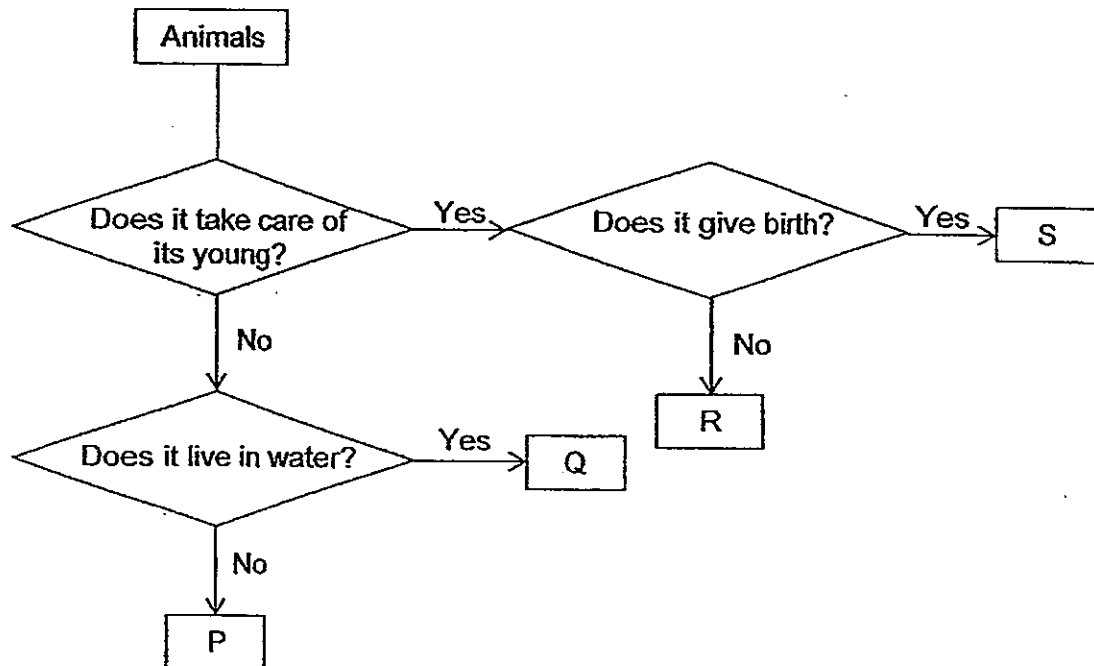 Animals
Does it take care of
its young?
Yes
Does it give birth?
Yes
S
No
No
R
Does it live in water?
Yes
Q
No
P